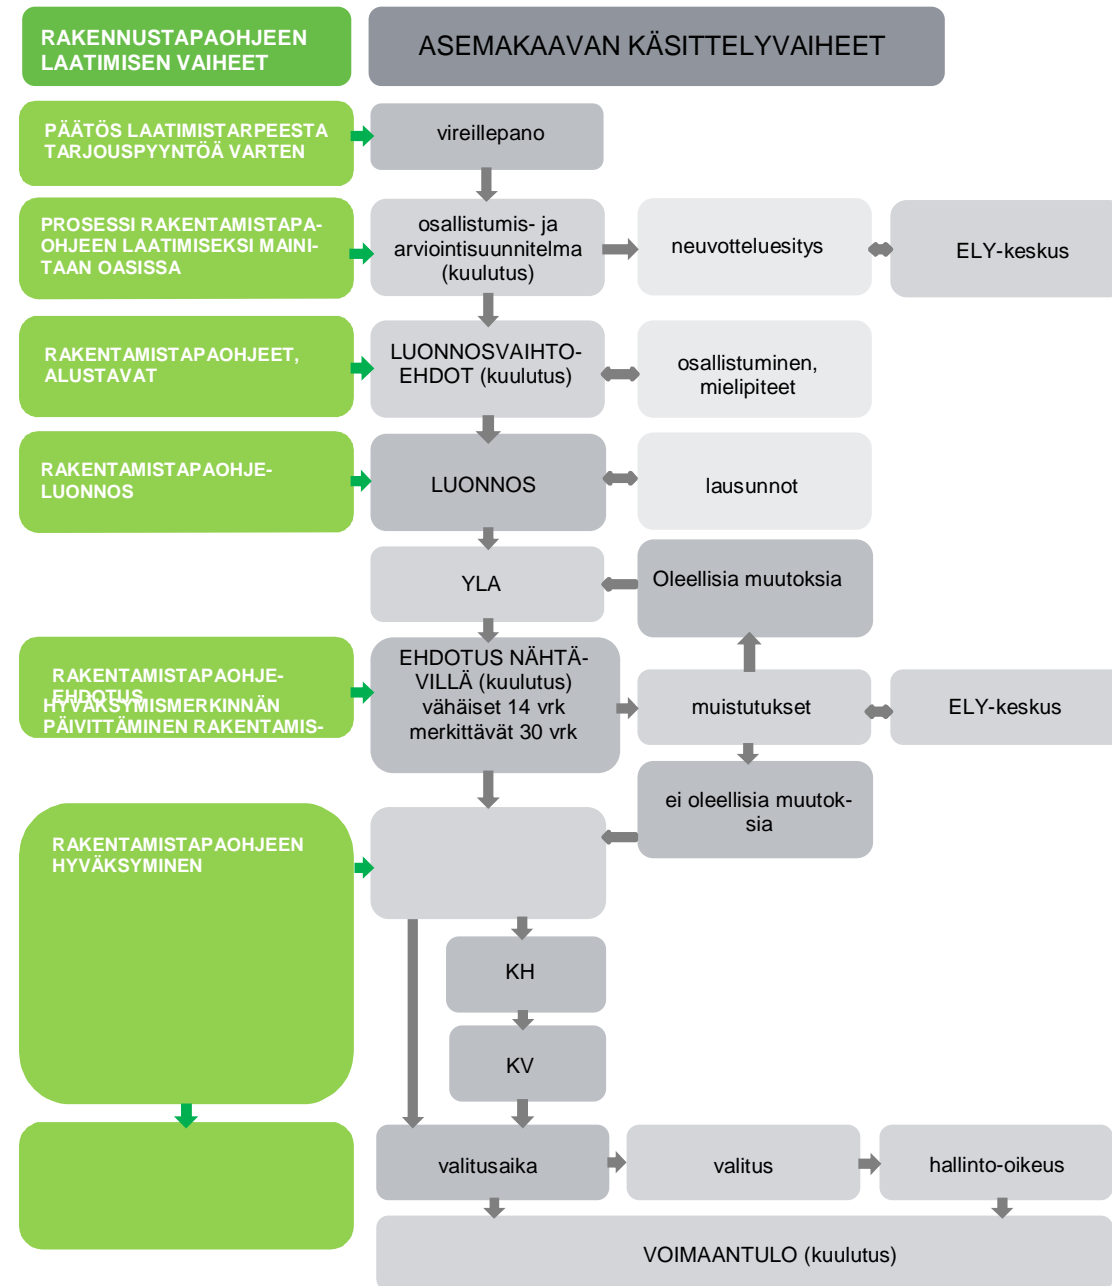 RAKENNUSTAPAOHJEEN
LAATIMISEN VAIHEET
ASEMAKAAVAN KÄSITTELYVAIHEET
PÄÄTÖS LAATIMISTARPEESTA
TARJOUSPYYNTÖÄ VARTEN
vireillepano
PROSESSI RAKENTAMISTAPA-
OHJEEN LAATIMISEKSI MAINI-
TAAN OASISSA
osallistumis- ja
arviointisuunnitelma
(kuulutus)
neuvotteluesitys
ELY-keskus
RAKENTAMISTAPAOHJEET,
ALUSTAVAT
LUONNOSVAIHTO-
EHDOT (kuulutus)
osallistuminen,
mielipiteet
RAKENTAMISTAPAOHJE-
LUONNOS
LUONNOS
lausunnot
YLA
Oleellisia muutoksia
RAKENTAMISTAPAOHJE-
EHDOTUS
HYVÄKSYMISMERKINNÄN
PÄIVITTÄMINEN RAKENTAMIS-
EHDOTUS NÄHTÄ-
VILLÄ (kuulutus)
vähäiset 14 vrk
merkittävät 30 vrk
muistutukset
ELY-keskus
ei oleellisia muutok-
sia
RAKENTAMISTAPAOHJEEN
HYVÄKSYMINEN
KH
KV
valitusaika
valitus
hallinto-oikeus
VOIMAANTULO (kuulutus)